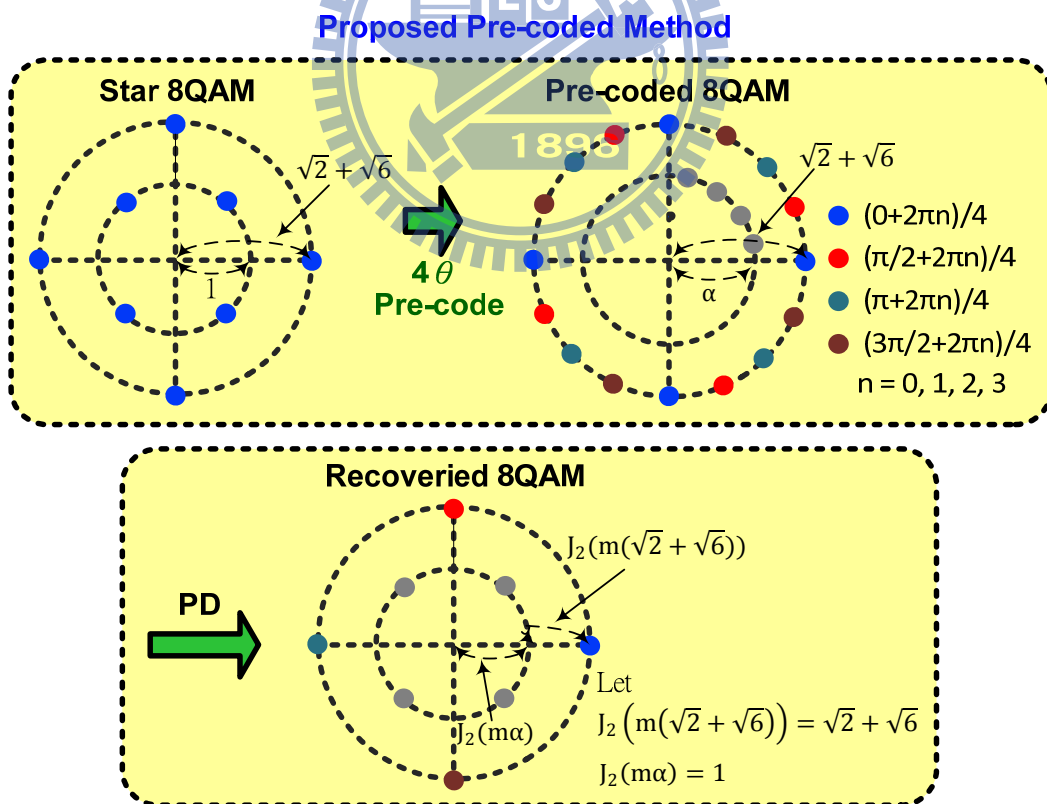 Proposed Pre-coded Method
Star 8QAM
Pre-coded 8QAM
1896
√2 + √6
√2 + √6
1
α
4θ
Pre-code
(0+2πn)/4
(π/2+2πn)/4
(π+2πn)/4
(3π/2+2πn)/4
n = 0, 1, 2, 3
Recoveried 8QAM
J₂(m(√2 + √6))
PD
J₂(mα)
Let
J₂(m(√2 + √6)) = √2 + √6
J₂(mα) = 1